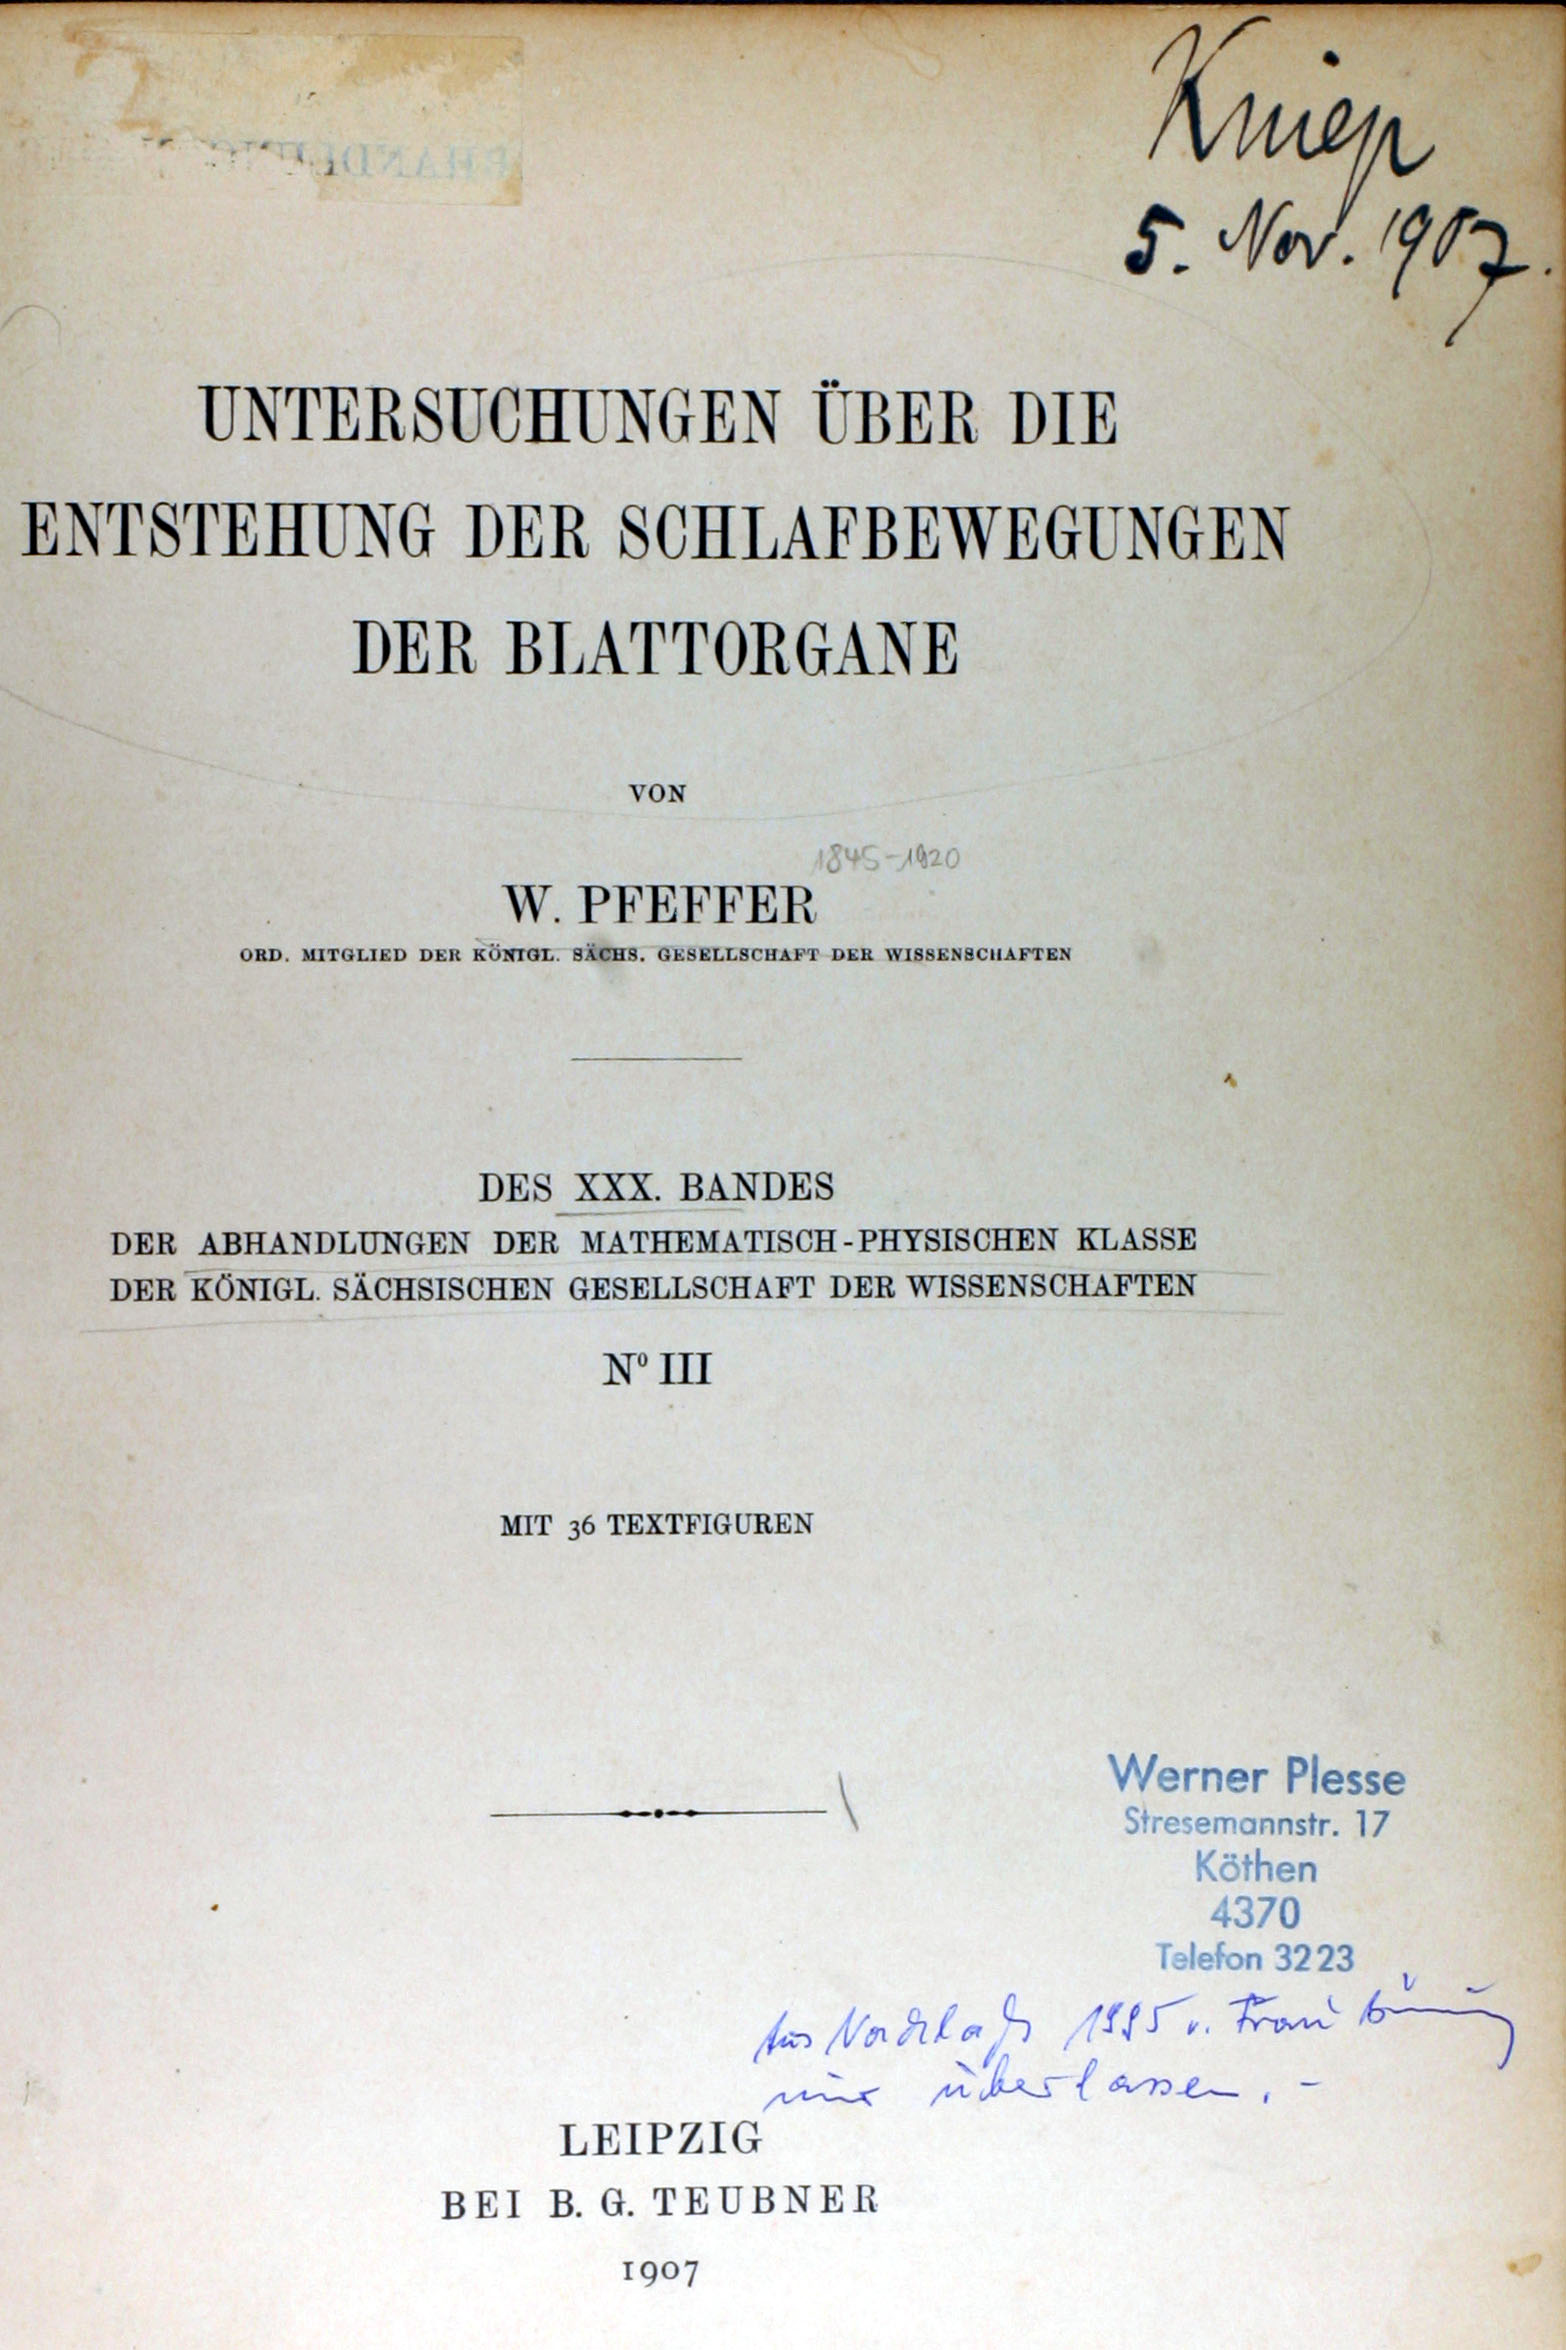 Kniep
5. Nov. 1907.
UNTERSUCHUNGEN ÜBER DIE
ENTSTEHUNG DER SCHLAFBEWEGUNGEN
DER BLATTORGANE
VON
1845-1920
W. PFEFFER
ORD. MITGLIED DER KÖNIGL. SÄCHS. GESELLSCHAFT DER WISSENSCHAFTEN
DES XXX. BANDES
DER ABHANDLUNGEN DER MATHEMATISCH-PHYSISCHEN KLASSE
DER KÖNIGL. SÄCHSISCHEN GESELLSCHAFT DER WISSENSCHAFTEN
Nº III
MIT 36 TEXTFIGUREN
Werner Plesse
Stresemannstr. 17
Köthen
4370
Telefon 3223
Aus Nachlaß 1995 v. Frau
mir überlassen. -
LEIPZIG
BEI B. G. TEUBNER
1907